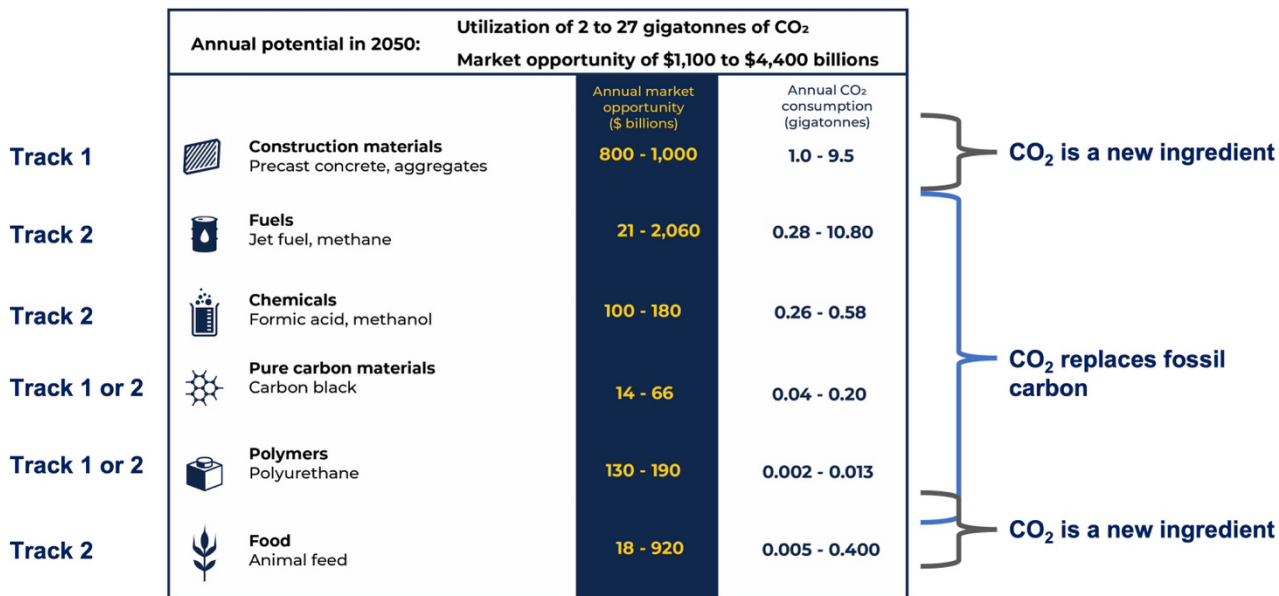 Annual potential in 2050:
Utilization of 2 to 27 gigatonnes of CO₂
Market opportunity of $1,100 to $4,400 billions
Annual market
opportunity
($ billions)
Annual CO₂
consumption
(gigatonnes)
Track 1
Construction materials
Precast concrete, aggregates
800 - 1,000
1.0 - 9.5
CO₂ is a new ingredient
Track 2
Fuels
Jet fuel, methane
21 - 2,060
0.28 - 10.80
Track 2
Chemicals
Formic acid, methanol
100 - 180
0.26 - 0.58
CO₂ replaces fossil
carbon
Track 1 or 2
Pure carbon materials
Carbon black
14 - 66
0.04 - 0.20
Track 1 or 2
Polymers
Polyurethane
130 - 190
0.002 - 0.013
CO₂ is a new ingredient
Track 2
Food
Animal feed
18 - 920
0.005 - 0.400